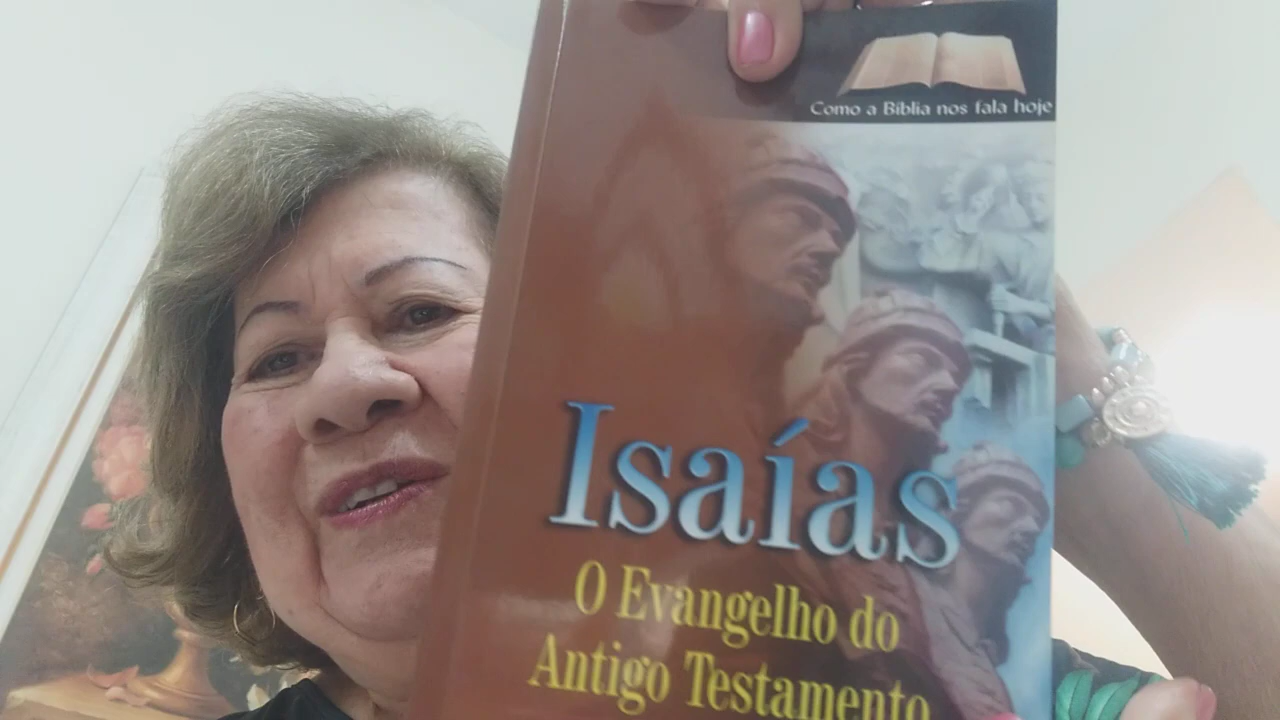 Como a Bíblia nos fala hoje
Isaías
O Evangelho do
Antigo Testamento